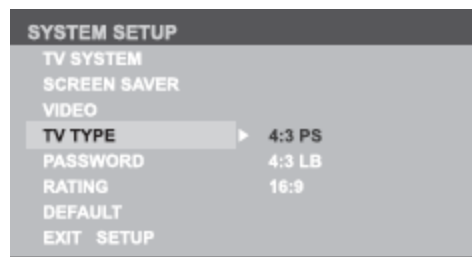 SYSTEM SETUP
TV SYSTEM
SCREEN SAVER
VIDEO
TV TYPE 4:3 PS
PASSWORD 4:3 LB
RATING 16:9
DEFAULT
EXIT SETUP